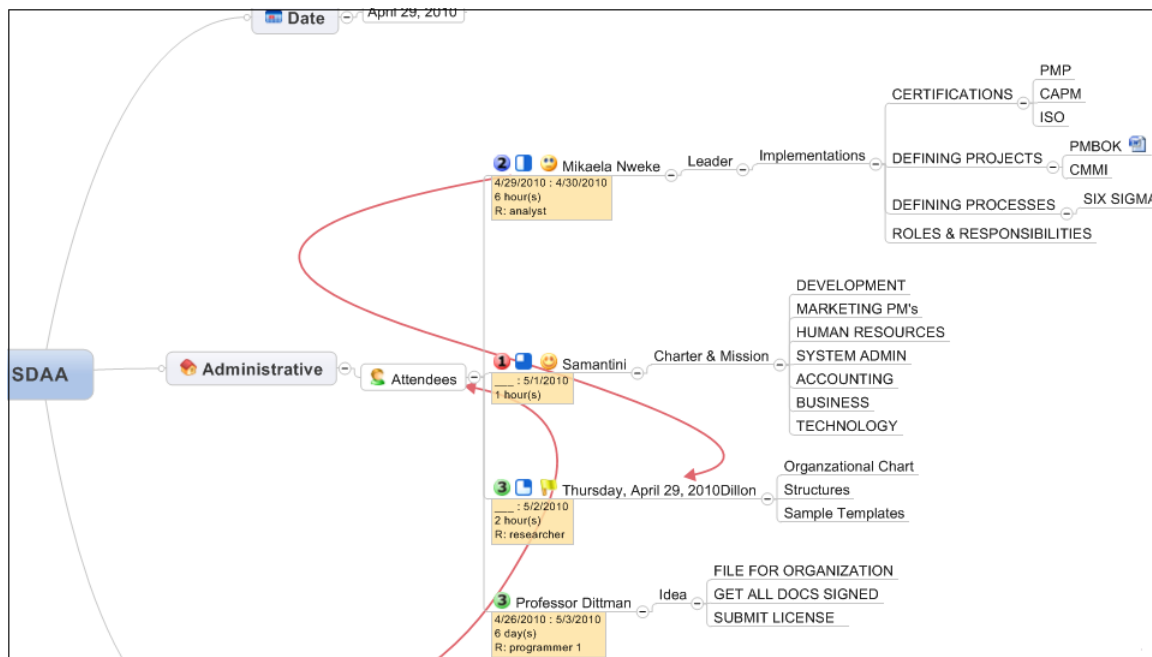 Date
April 29, 2010
PMP
CERTIFICATIONS
CAPM
ISO
2
Mikaela Nweke
Leader
Implementations
DEFINING PROJECTS
PMBOK
CMMI
4/29/2010 : 4/30/2010
6 hour(s)
R: analyst
DEFINING PROCESSES
SIX SIGMA
ROLES & RESPONSIBILITIES
SDAA
Administrative
Attendees
1
Samantini
___ : 5/1/2010
1 hour(s)
Charter & Mission
DEVELOPMENT
MARKETING PM's
HUMAN RESOURCES
SYSTEM ADMIN
ACCOUNTING
BUSINESS
TECHNOLOGY
3
Thursday, April 29, 2010Dillon
___ : 5/2/2010
2 hour(s)
R: researcher
Organzational Chart
Structures
Sample Templates
3
Professor Dittman
4/26/2010 : 5/3/2010
6 day(s)
R: programmer 1
Idea
FILE FOR ORGANIZATION
GET ALL DOCS SIGNED
SUBMIT LICENSE